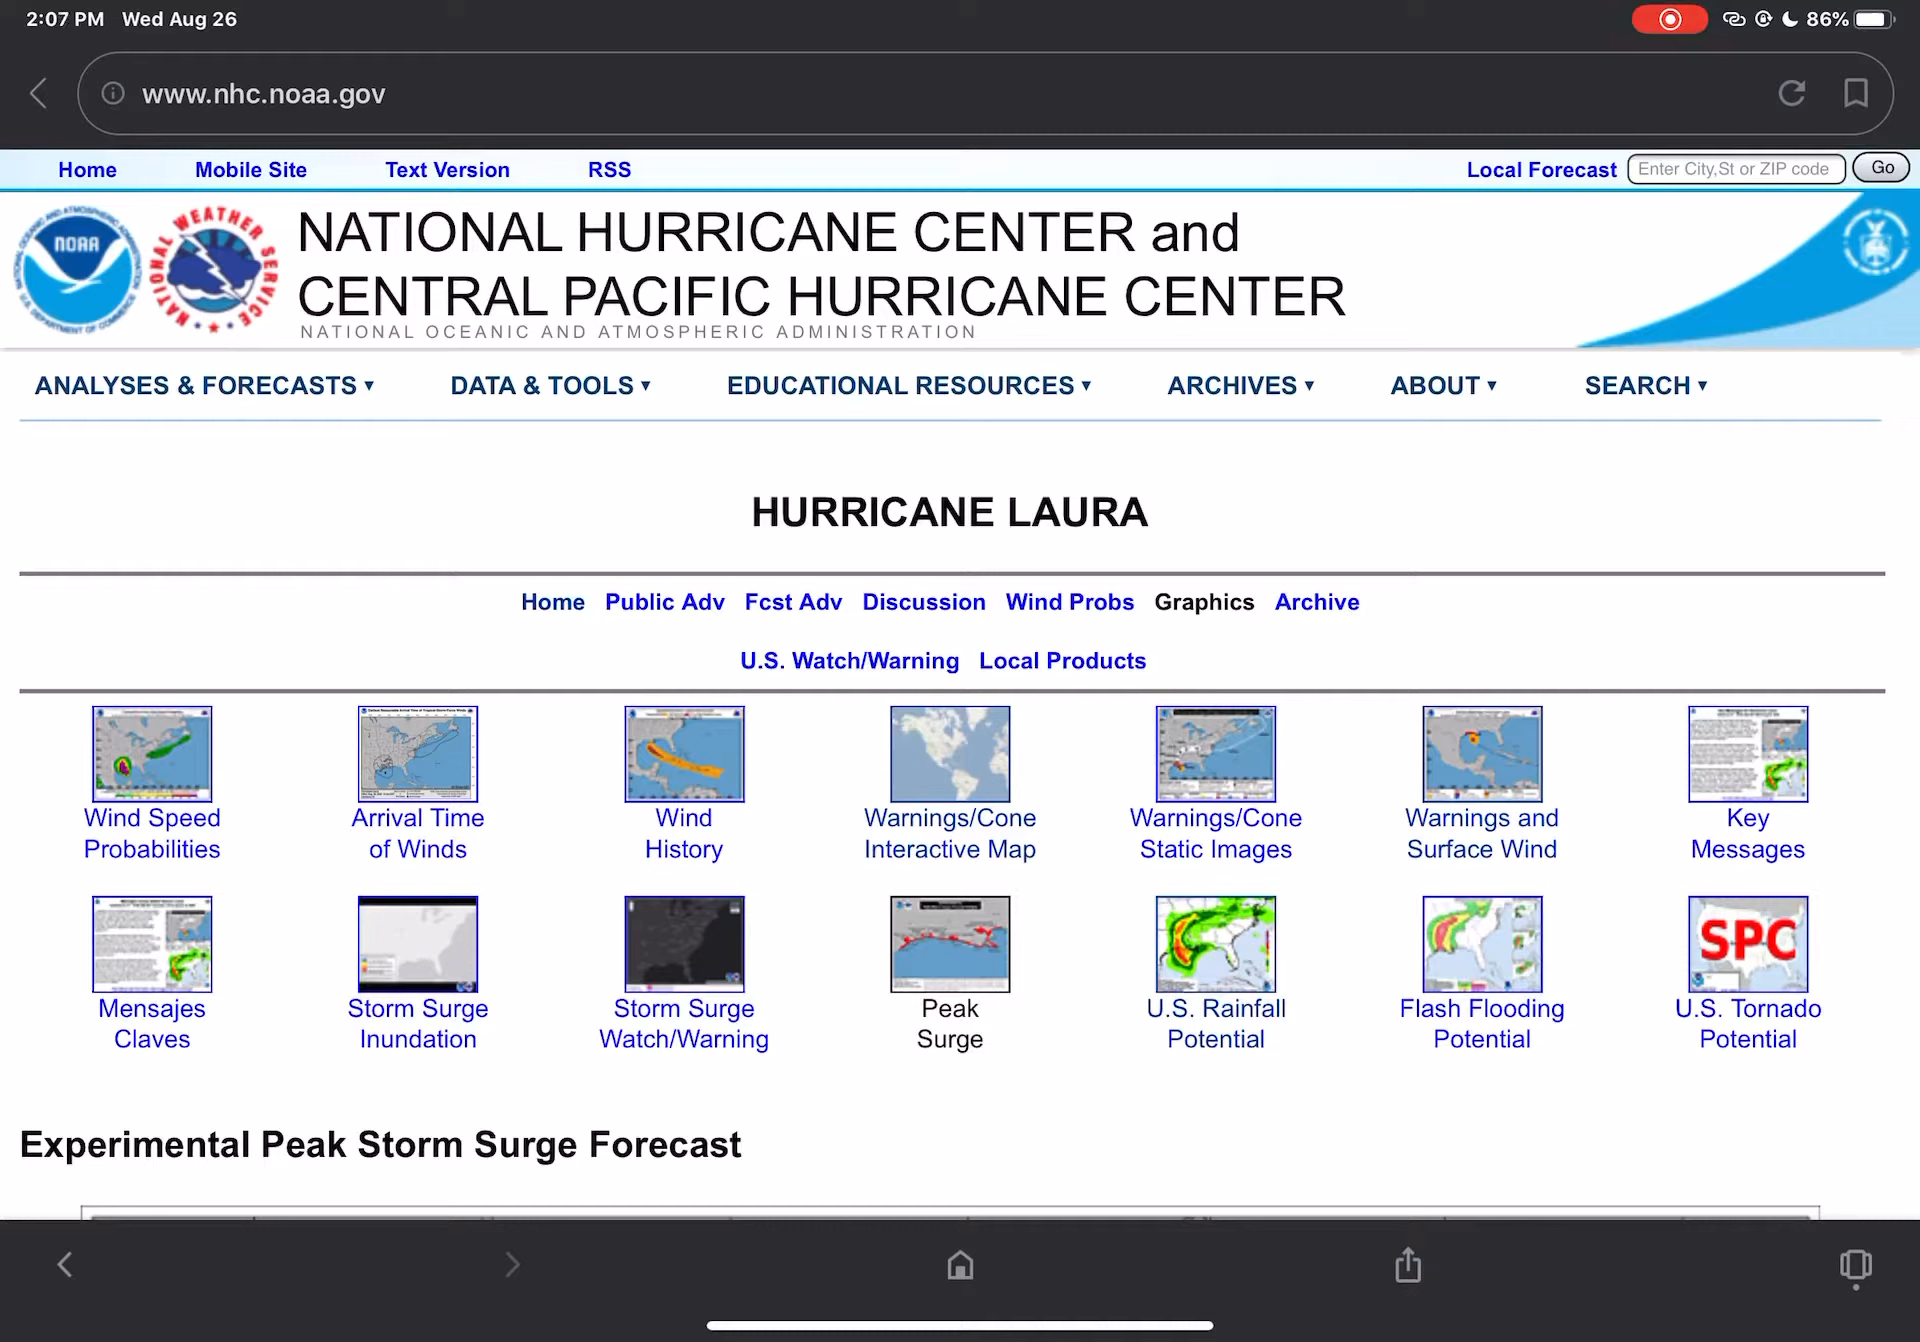 2:07 PM Wed Aug 26
86%
www.nhc.noaa.gov
Home Mobile Site Text Version RSS
Local Forecast Enter City,St or ZIP code Go
NOAA
NATIONAL WEATHER SERVICE
NATIONAL HURRICANE CENTER and
CENTRAL PACIFIC HURRICANE CENTER
NATIONAL OCEANIC AND ATMOSPHERIC ADMINISTRATION
ANALYSES & FORECASTS ▾ DATA & TOOLS ▾ EDUCATIONAL RESOURCES ▾ ARCHIVES ▾ ABOUT ▾ SEARCH ▾
HURRICANE LAURA
Home Public Adv Fcst Adv Discussion Wind Probs Graphics Archive
U.S. Watch/Warning Local Products
Wind Speed
Probabilities
Arrival Time
of Winds
Wind
History
Warnings/Cone
Interactive Map
Warnings/Cone
Static Images
Warnings and
Surface Wind
Key
Messages
SPC
Mensajes
Claves
Storm Surge
Inundation
Storm Surge
Watch/Warning
Peak
Surge
U.S. Rainfall
Potential
Flash Flooding
Potential
U.S. Tornado
Potential
Experimental Peak Storm Surge Forecast